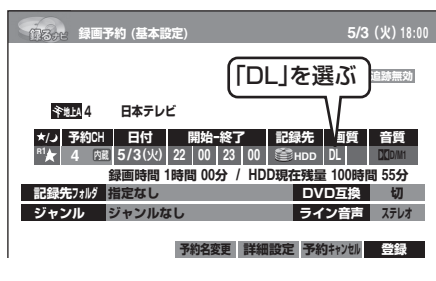 録るナビ 録画予約 (基本設定) 5/3 (火) 18:00
「DL」を選ぶ 追跡無効
地上A 4 日本テレビ
★/☽ 予約CH 日付 開始-終了 記録先 画質 音質
R1★ 4 内蔵 5/3(火) 22 00 23 00 HDD DL DD D/M1
録画時間 1時間 00分 / HDD現在残量 100時間 55分
記録先フォルダ 指定なし DVD互換 切
ジャンル ジャンルなし ライン音声 ステレオ
予約名変更 詳細設定 予約キャンセル 登録